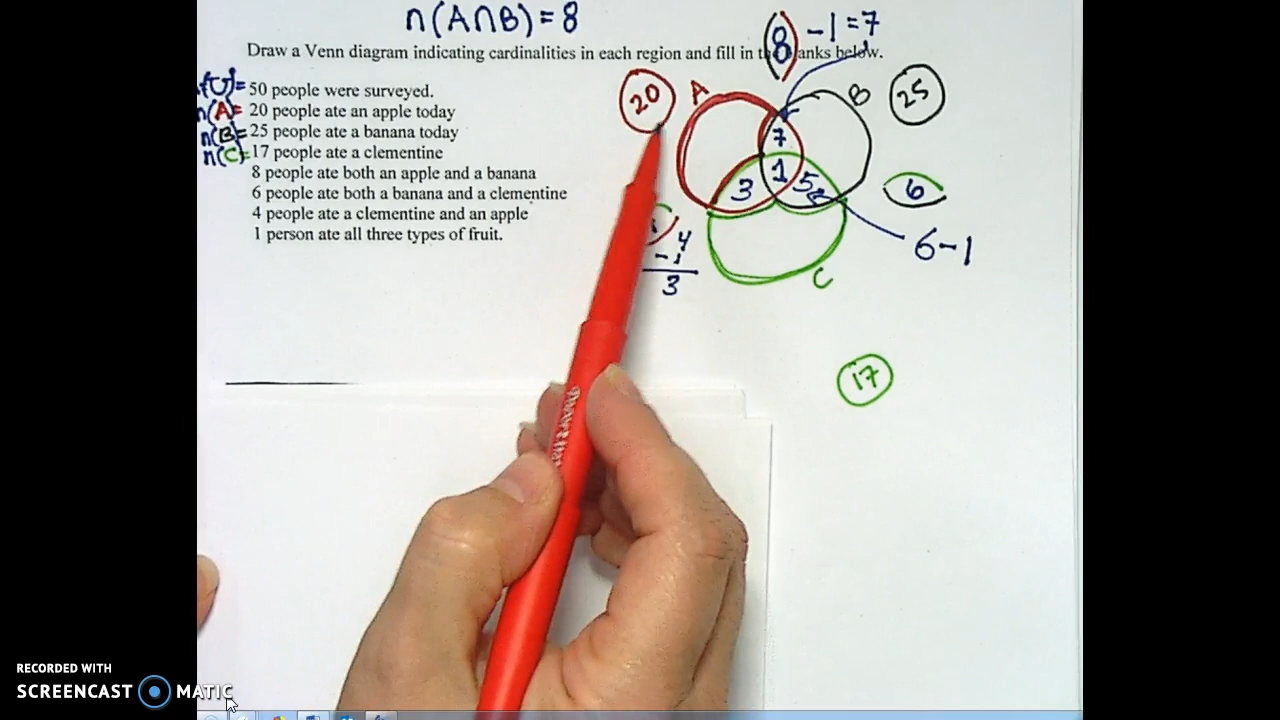 n(A∩B)=8
Draw a Venn diagram indicating cardinalities in each region and fill in the blanks below.
(8) -1=7
n(U)= 50 people were surveyed.
n(A)= 20 people ate an apple today
n(B)= 25 people ate a banana today
n(C)= 17 people ate a clementine
8 people ate both an apple and a banana
6 people ate both a banana and a clementine
4 people ate a clementine and an apple
1 person ate all three types of fruit.
20 A B 25
7
3 1 5 6
4
-1
3
6-1
C
17
RECORDED WITH
SCREENCAST MATIC